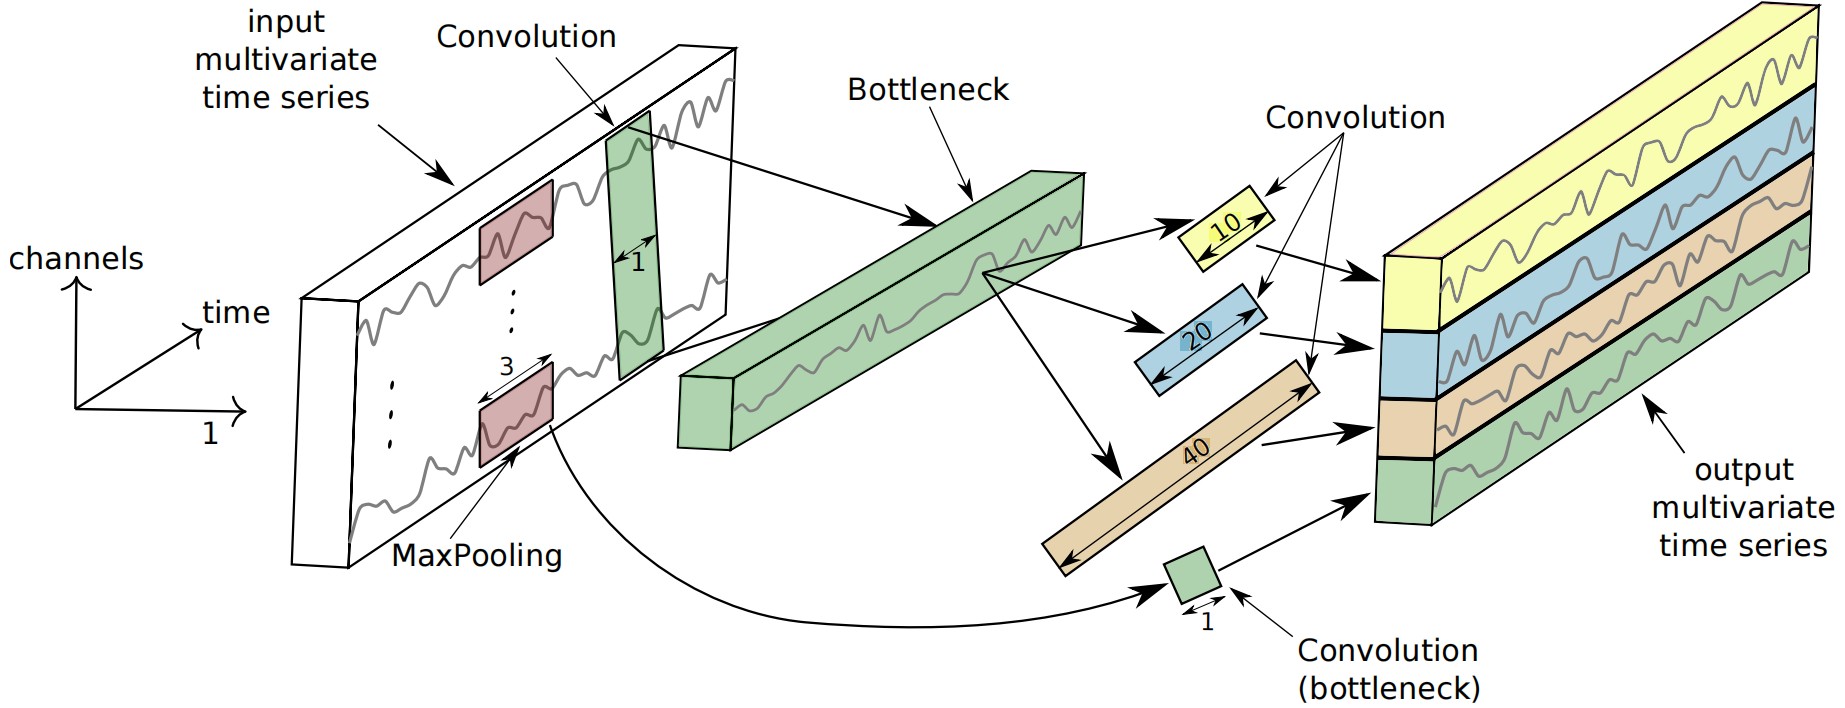 input
multivariate
time series
Convolution
Bottleneck
Convolution
channels
time
1
3
1
10
20
40
MaxPooling
1
Convolution
(bottleneck)
output
multivariate
time series